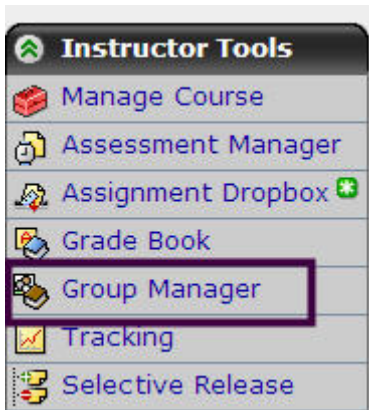 Instructor Tools
Manage Course
Assessment Manager
Assignment Dropbox
Grade Book
Group Manager
Tracking
Selective Release